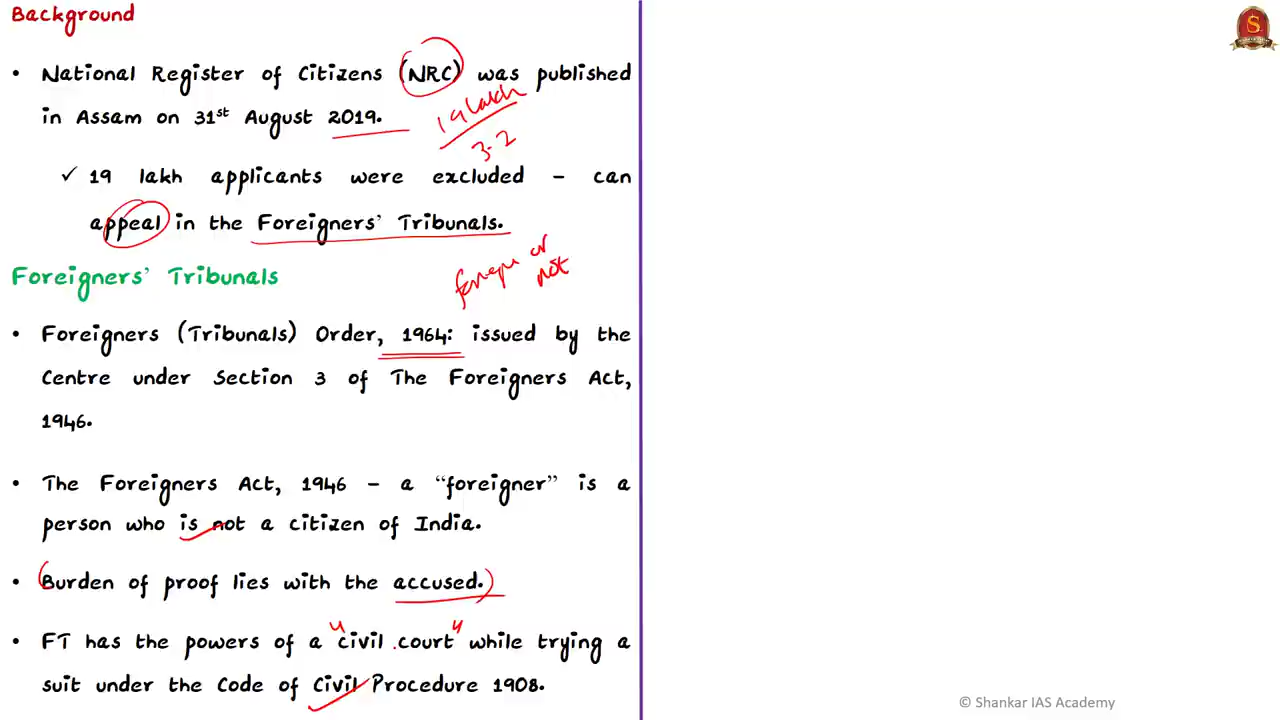 Background
• National Register of Citizens (NRC) was published
in Assam on 31st August 2019.
19 lakh
3.2
✓ 19 lakh applicants were excluded – can
appeal in the Foreigners' Tribunals.
or
not
Foreigners' Tribunals
• Foreigners (Tribunals) Order, 1964: issued by the
Centre under Section 3 of The Foreigners Act,
1946.
• The Foreigners Act, 1946 – a “foreigner” is a
person who is not a citizen of India.
• Burden of proof lies with the accused.
• FT has the powers of a "civil court" while trying a
suit under the Code of Civil Procedure 1908.
S
© Shankar IAS Academy